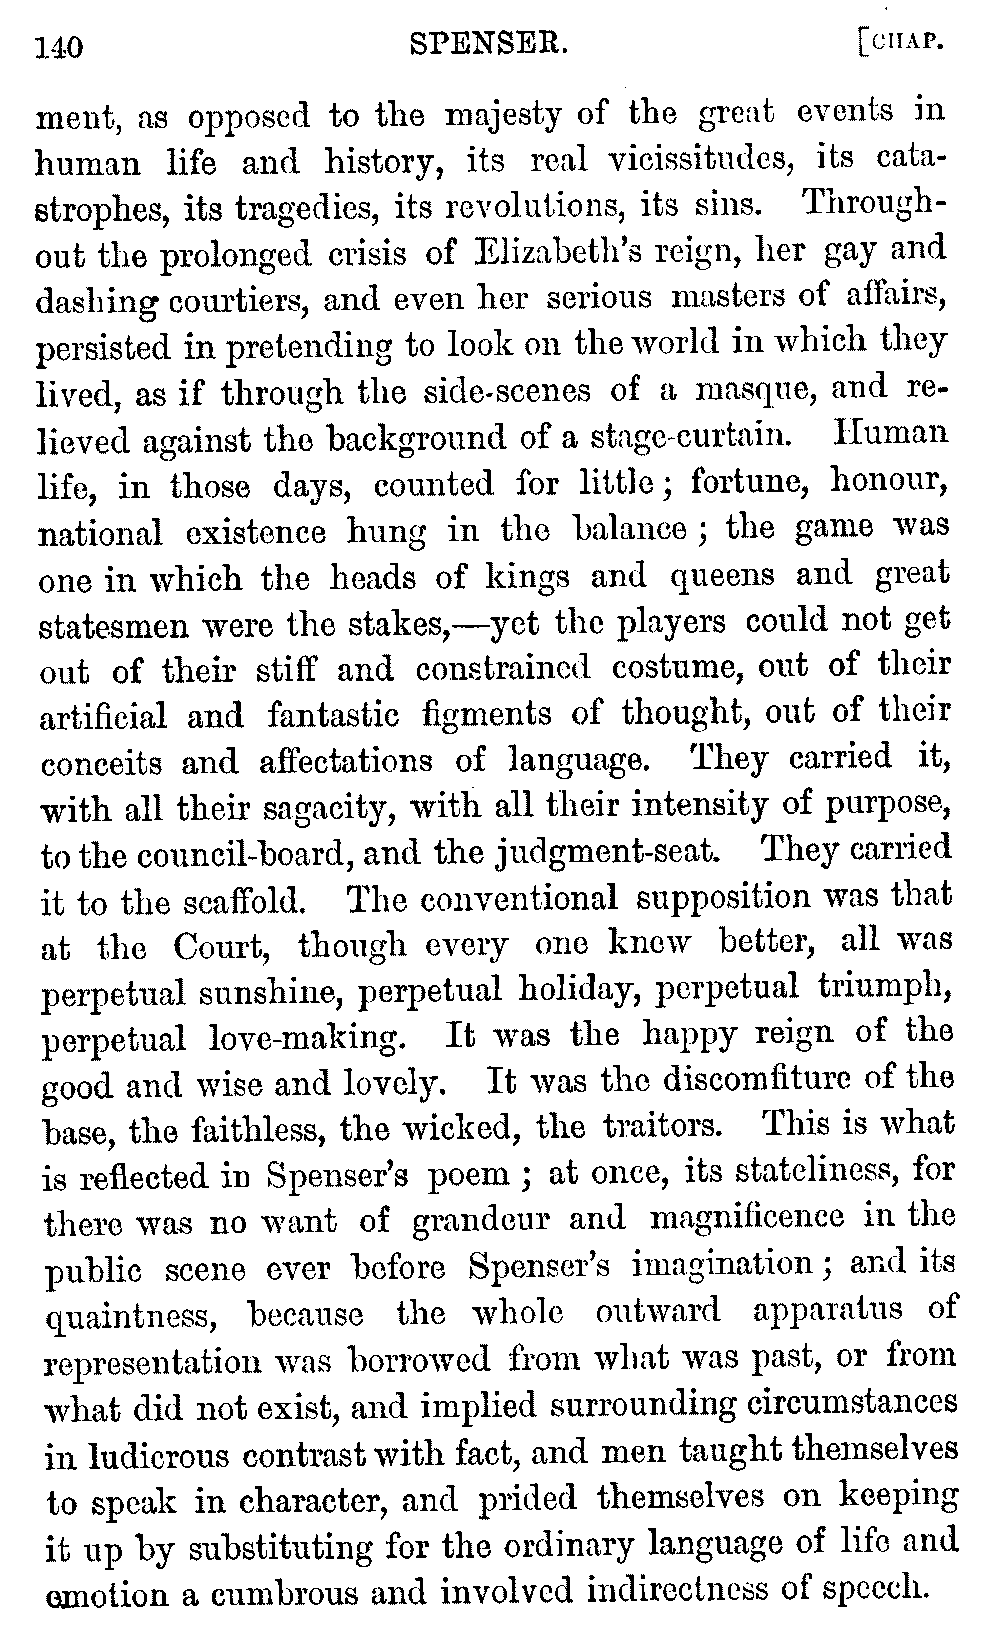 140 SPENSER. [CHAP.
ment, as opposed to the majesty of the great events in
human life and history, its real vicissitudes, its cata-
strophes, its tragedies, its revolutions, its sins. Through-
out the prolonged crisis of Elizabeth's reign, her gay and
dashing courtiers, and even her serious masters of affairs,
persisted in pretending to look on the world in which they
lived, as if through the side-scenes of a masque, and re-
lieved against the background of a stage-curtain. Human
life, in those days, counted for little; fortune, honour,
national existence hung in the balance; the game was
one in which the heads of kings and queens and great
statesmen were the stakes,—yet the players could not get
out of their stiff and constrained costume, out of their
artificial and fantastic figments of thought, out of their
conceits and affectations of language. They carried it,
with all their sagacity, with all their intensity of purpose,
to the council-board, and the judgment-seat. They carried
it to the scaffold. The conventional supposition was that
at the Court, though every one knew better, all was
perpetual sunshine, perpetual holiday, perpetual triumph,
perpetual love-making. It was the happy reign of the
good and wise and lovely. It was the discomfiture of the
base, the faithless, the wicked, the traitors. This is what
is reflected in Spenser's poem; at once, its stateliness, for
there was no want of grandeur and magnificence in the
public scene ever before Spenser's imagination; and its
quaintness, because the whole outward apparatus of
representation was borrowed from what was past, or from
what did not exist, and implied surrounding circumstances
in ludicrous contrast with fact, and men taught themselves
to speak in character, and prided themselves on keeping
it up by substituting for the ordinary language of life and
emotion a cumbrous and involved indirectness of speech.